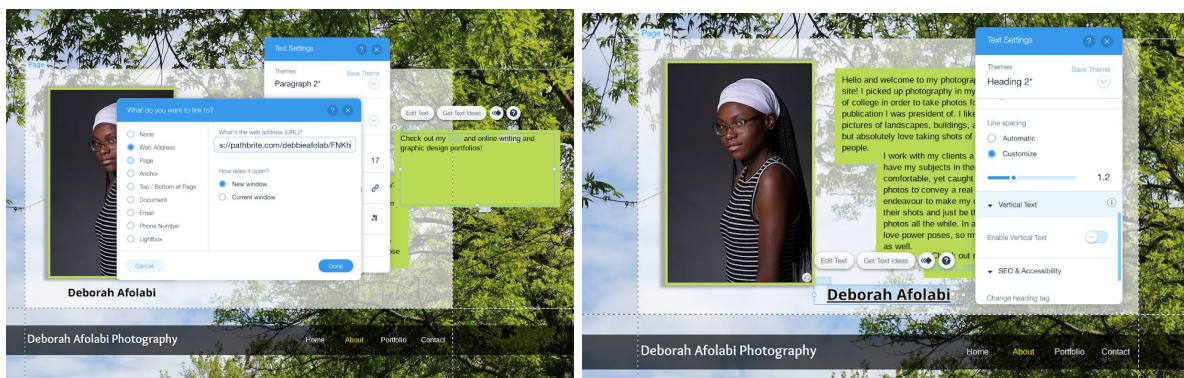 Page
Text Settings
?
×
Themes
Save Theme
Paragraph 2*
What do you want to link to?
?
×
None
Web Address
Page
Anchor
Top / Bottom of Page
Document
Email
Phone Number
Lightbox
What's the web address (URL)?
s://pathbrite.com/debbieafolab/FNKh
How does it open?
New window
Current window
Cancel
Done
17
Edit Text
Get Text Ideas
?
Check out my and online writing and
graphic design portfolios!
Deborah Afolabi
Deborah Afolabi Photography
Home
About
Portfolio
Contact
Page
Text Settings
?
×
Themes
Save Theme
Heading 2*
Line spacing
Automatic
Customize
1.2
Vertical Text
Enable Vertical Text
SEO & Accessibility
Change heading tag
Hello and welcome to my photograp
site! I picked up photography in my
of college in order to take photos fo
publication I was president of. I like
pictures of landscapes, buildings, a
but absolutely love taking shots of
people.
I work with my clients a
have my subjects in the
comfortable, yet caught
photos to convey a real
endeavour to make my c
their shots and just be th
photos all the while. In a
love power poses, so m
as well.
Edit Text
Get Text Ideas
?
Deborah Afolabi
Deborah Afolabi Photography
Home
About
Portfolio
Contact